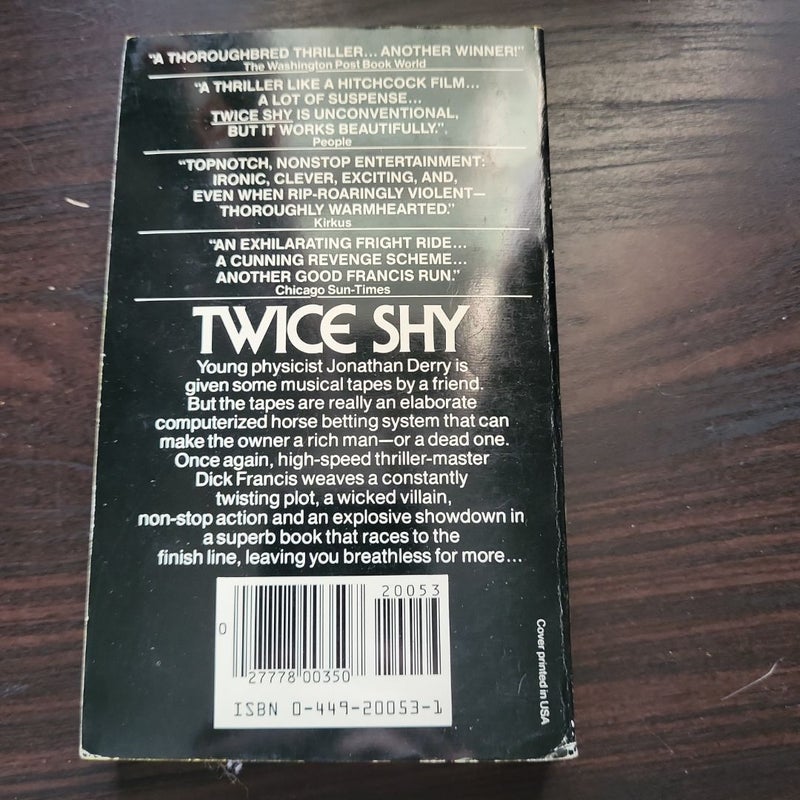 "A THOROUGHBRED THRILLER... ANOTHER WINNER!"
The Washington Post Book World
"A THRILLER LIKE A HITCHCOCK FILM...
A LOT OF SUSPENSE...
TWICE SHY IS UNCONVENTIONAL,
BUT IT WORKS BEAUTIFULLY.".
People
"TOPNOTCH, NONSTOP ENTERTAINMENT:
IRONIC, CLEVER, EXCITING, AND,
EVEN WHEN RIP-ROARINGLY VIOLENT—
THOROUGHLY WARMHEARTED."
Kirkus
"AN EXHILARATING FRIGHT RIDE...
A CUNNING REVENGE SCHEME...
ANOTHER GOOD FRANCIS RUN."
Chicago Sun-Times
TWICE SHY
Young physicist Jonathan Derry is
given some musical tapes by a friend.
But the tapes are really an elaborate
computerized horse betting system that can
make the owner a rich man—or a dead one.
Once again, high-speed thriller-master
Dick Francis weaves a constantly
twisting plot, a wicked villain,
non-stop action and an explosive showdown in
a superb book that races to the
finish line, leaving you breathless for more...
20053
0
27778 00350
ISBN 0-449-20053-1
Cover printed in USA